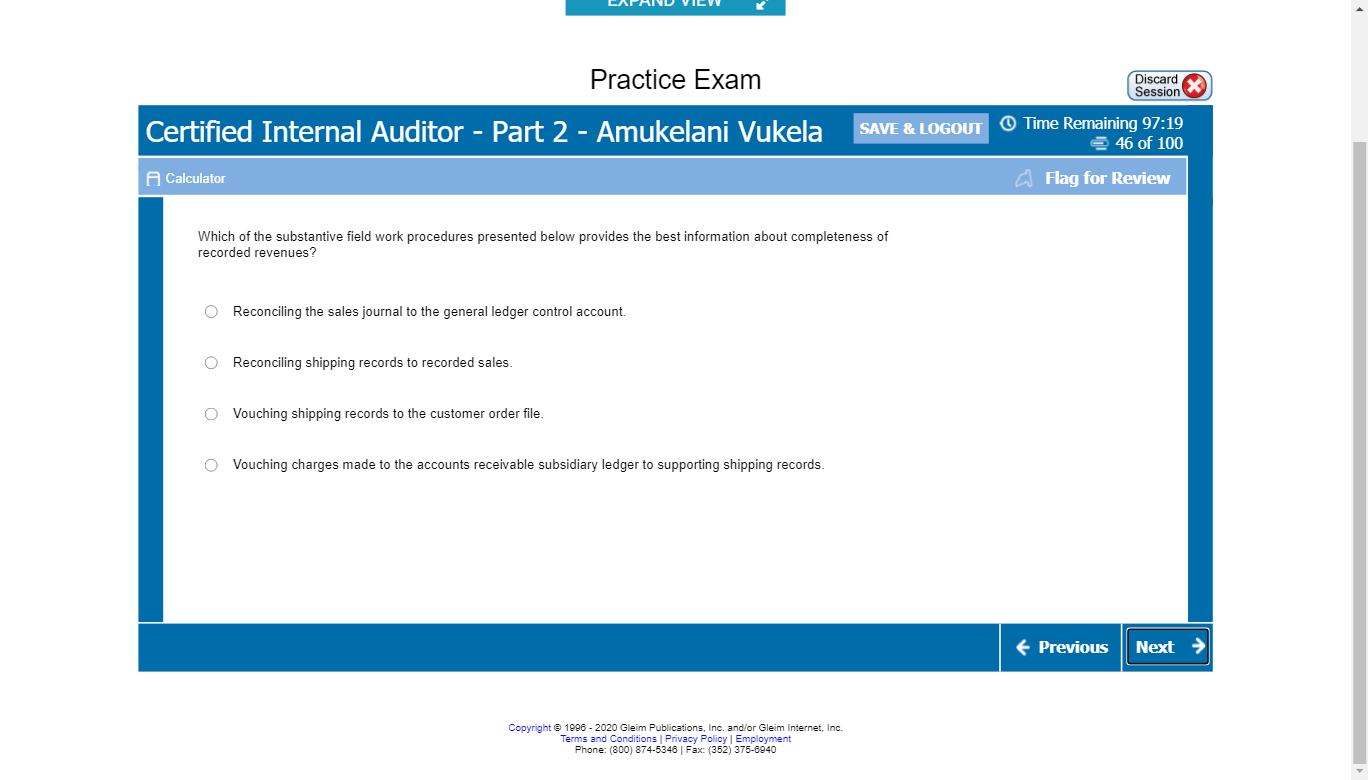 EXPAND VIEW
Practice Exam
Discard
Session
Certified Internal Auditor - Part 2 - Amukelani Vukela
SAVE & LOGOUT
Time Remaining 97:19
46 of 100
Calculator
Flag for Review
Which of the substantive field work procedures presented below provides the best information about completeness of
recorded revenues?
Reconciling the sales journal to the general ledger control account.
Reconciling shipping records to recorded sales.
Vouching shipping records to the customer order file.
Vouching charges made to the accounts receivable subsidiary ledger to supporting shipping records.
Previous
Next
Copyright © 1996 - 2020 Gleim Publications, Inc. and/or Gleim Internet, Inc.
Terms and Conditions | Privacy Policy | Employment
Phone: (800) 874-5346 | Fax: (352) 375-6940